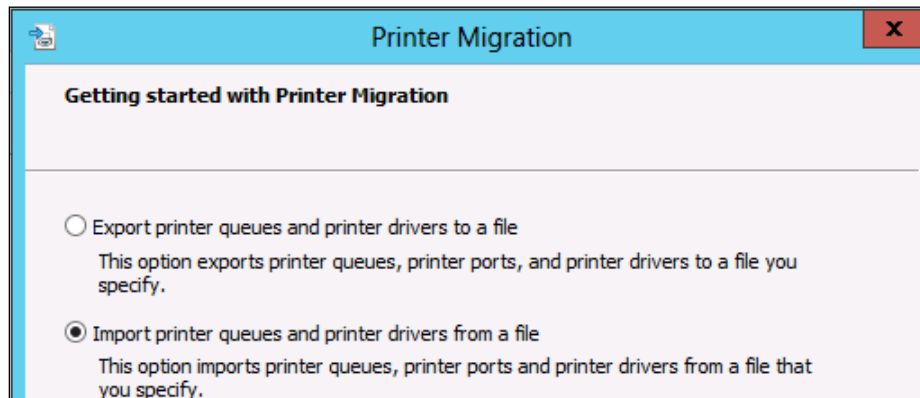 Printer Migration
x
Getting started with Printer Migration
Export printer queues and printer drivers to a file
This option exports printer queues, printer ports, and printer drivers to a file you
specify.
Import printer queues and printer drivers from a file
This option imports printer queues, printer ports and printer drivers from a file that
you specify.